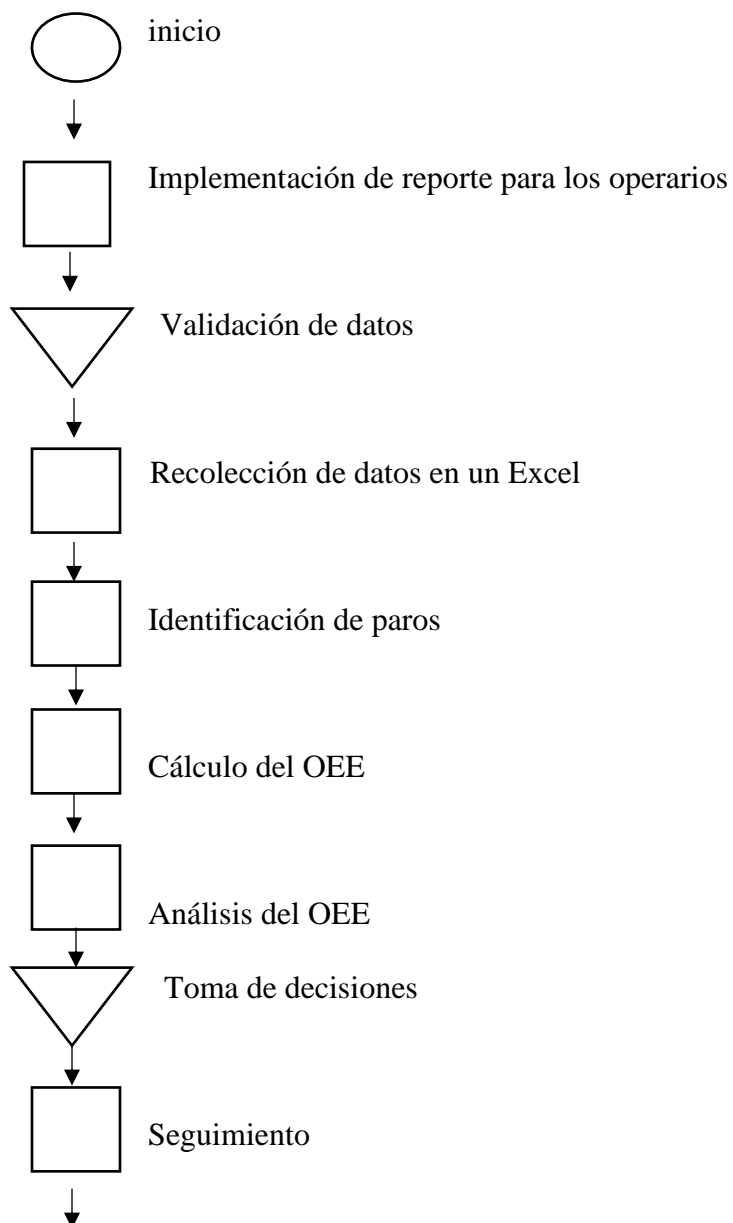 inicio
Implementación de reporte para los operarios
Validación de datos
Recolección de datos en un Excel
Identificación de paros
Cálculo del OEE
Análisis del OEE
Toma de decisiones
Seguimiento